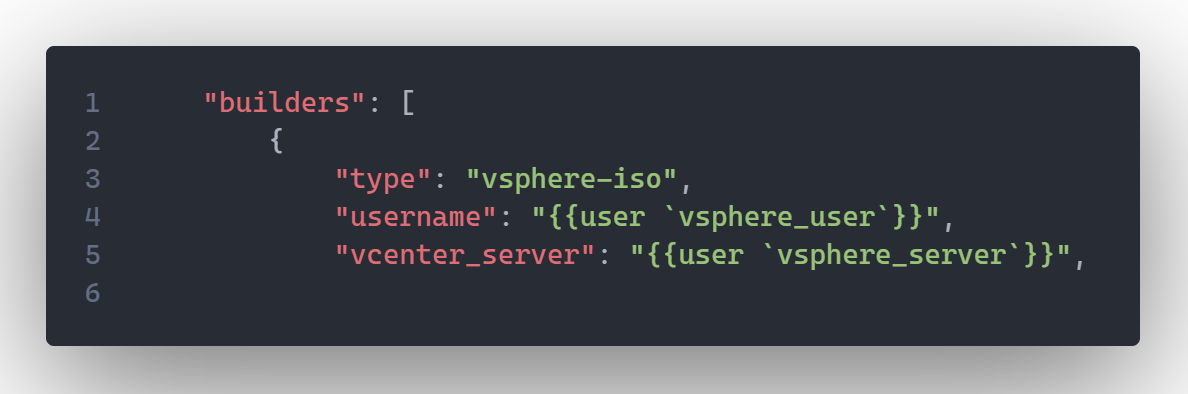 1 "builders": [
2 {
3 "type": "vsphere-iso",
4 "username": "{{user `vsphere_user`}}",
5 "vcenter_server": "{{user `vsphere_server`}}",
6